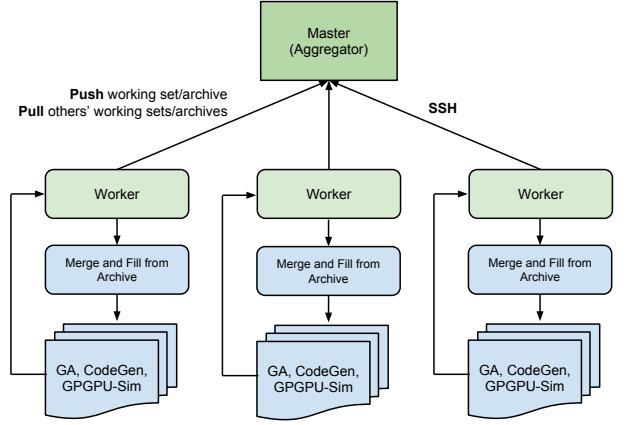 Master
(Aggregator)
Push working set/archive
Pull others' working sets/archives
SSH
Worker
Worker
Worker
Merge and Fill from
Archive
Merge and Fill from
Archive
Merge and Fill from
Archive
GA, CodeGen,
GPGPU-Sim
GA, CodeGen,
GPGPU-Sim
GA, CodeGen,
GPGPU-Sim